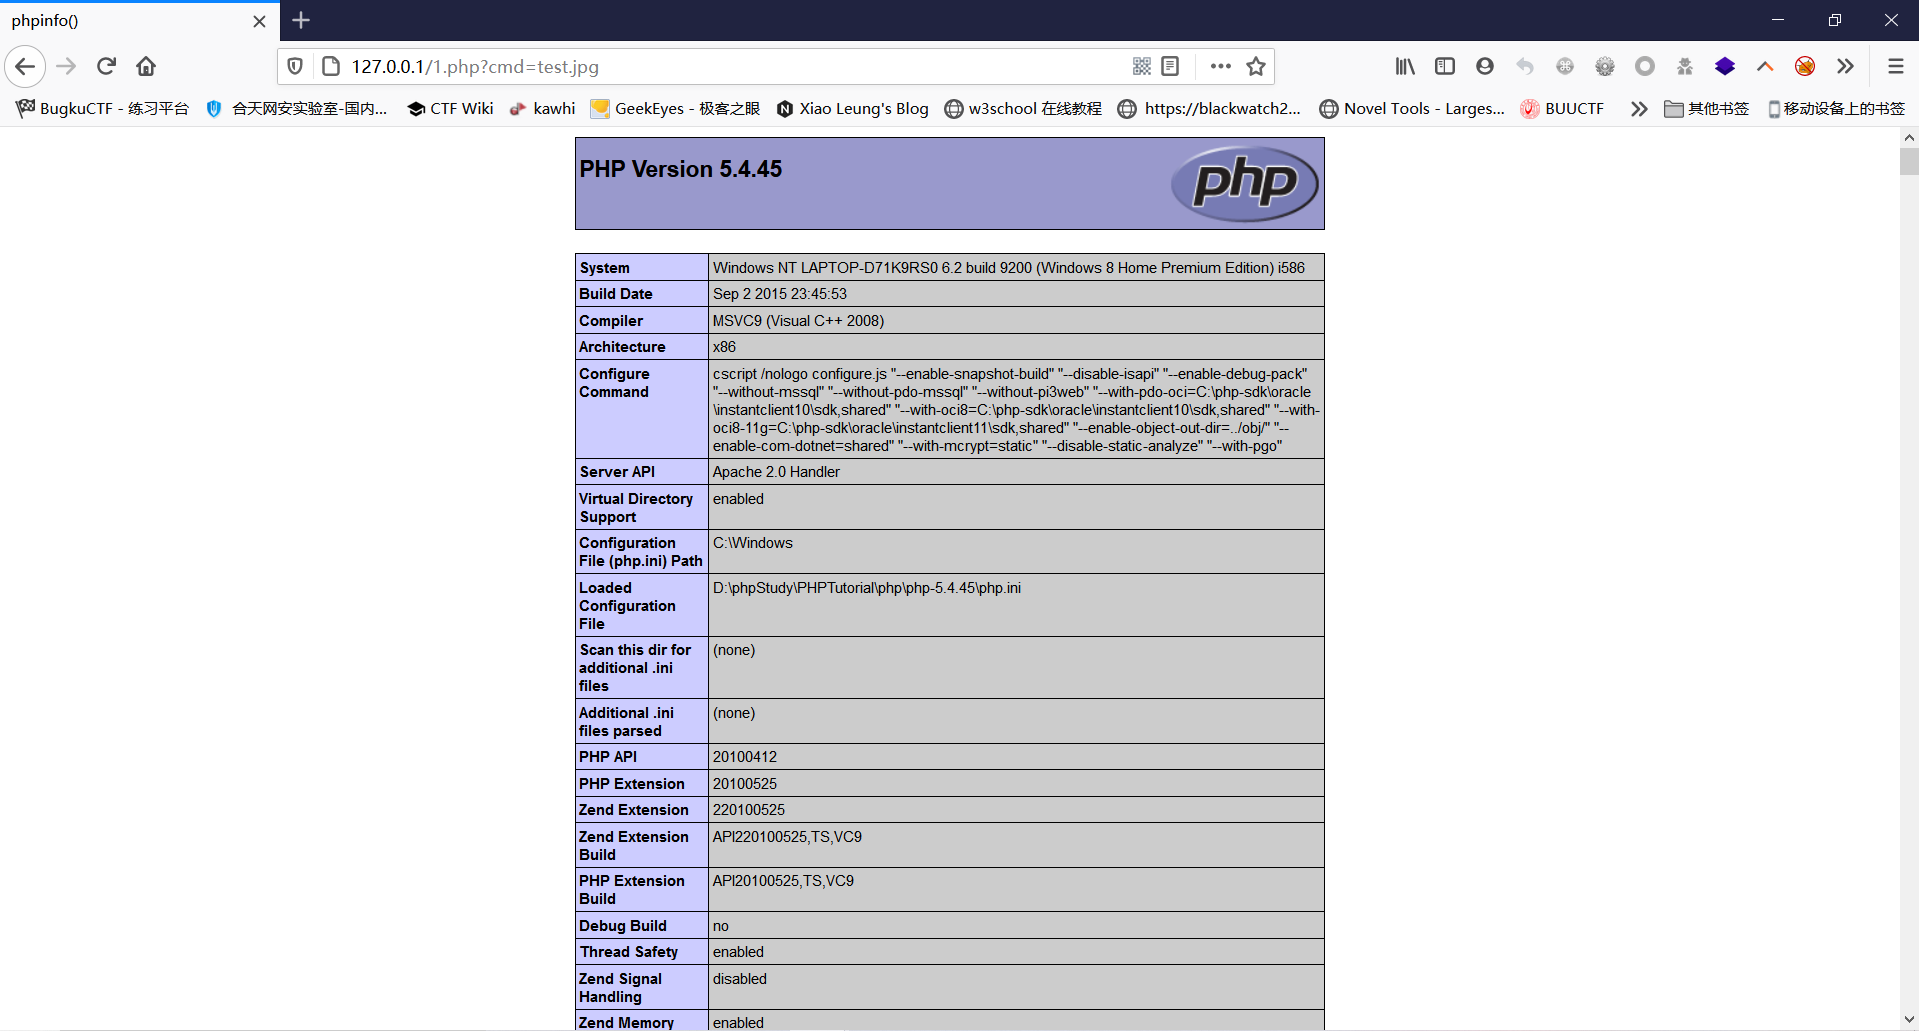 phpinfo()
127.0.0.1/1.php?cmd=test.jpg
BugkuCTF - 练习平台
合天网安实验室-国内...
CTF Wiki
kawhi
GeekEyes - 极客之眼
Xiao Leung's Blog
w3school 在线教程
https://blackwatch2...
Novel Tools - Larges...
BUUCTF
其他书签
移动设备上的书签
PHP Version 5.4.45
php
System
Windows NT LAPTOP-D71K9RS0 6.2 build 9200 (Windows 8 Home Premium Edition) i586
Build Date
Sep 2 2015 23:45:53
Compiler
MSVC9 (Visual C++ 2008)
Architecture
x86
Configure
Command
cscript /nologo configure.js "--enable-snapshot-build" "--disable-isapi" "--enable-debug-pack"
"--without-mssql" "--without-pdo-mssql" "--without-pi3web" "--with-pdo-oci=C:\php-sdk\oracle
\instantclient10\sdk,shared" "--with-oci8=C:\php-sdk\oracle\instantclient10\sdk,shared" "--with-
oci8-11g=C:\php-sdk\oracle\instantclient11\sdk,shared" "--enable-object-out-dir=../obj/" "--
enable-com-dotnet=shared" "--with-mcrypt=static" "--disable-static-analyze" "--with-pgo"
Server API
Apache 2.0 Handler
Virtual Directory
Support
enabled
Configuration
File (php.ini) Path
C:\Windows
Loaded
Configuration
File
D:\phpStudy\PHPTutorial\php\php-5.4.45\php.ini
Scan this dir for
additional .ini
files
(none)
Additional .ini
files parsed
(none)
PHP API
20100412
PHP Extension
20100525
Zend Extension
220100525
Zend Extension
Build
API220100525,TS,VC9
PHP Extension
Build
API20100525,TS,VC9
Debug Build
no
Thread Safety
enabled
Zend Signal
Handling
disabled
Zend Memory
enabled